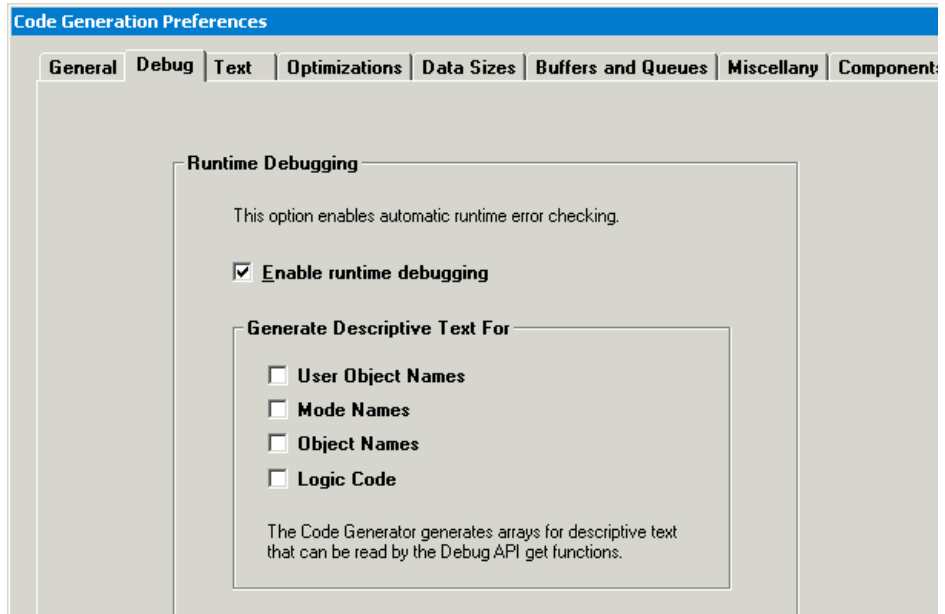 Code Generation Preferences
General Debug Text Optimizations Data Sizes Buffers and Queues Miscellany Components
Runtime Debugging
This option enables automatic runtime error checking.
Enable runtime debugging
Generate Descriptive Text For
User Object Names
Mode Names
Object Names
Logic Code
The Code Generator generates arrays for descriptive text
that can be read by the Debug API get functions.